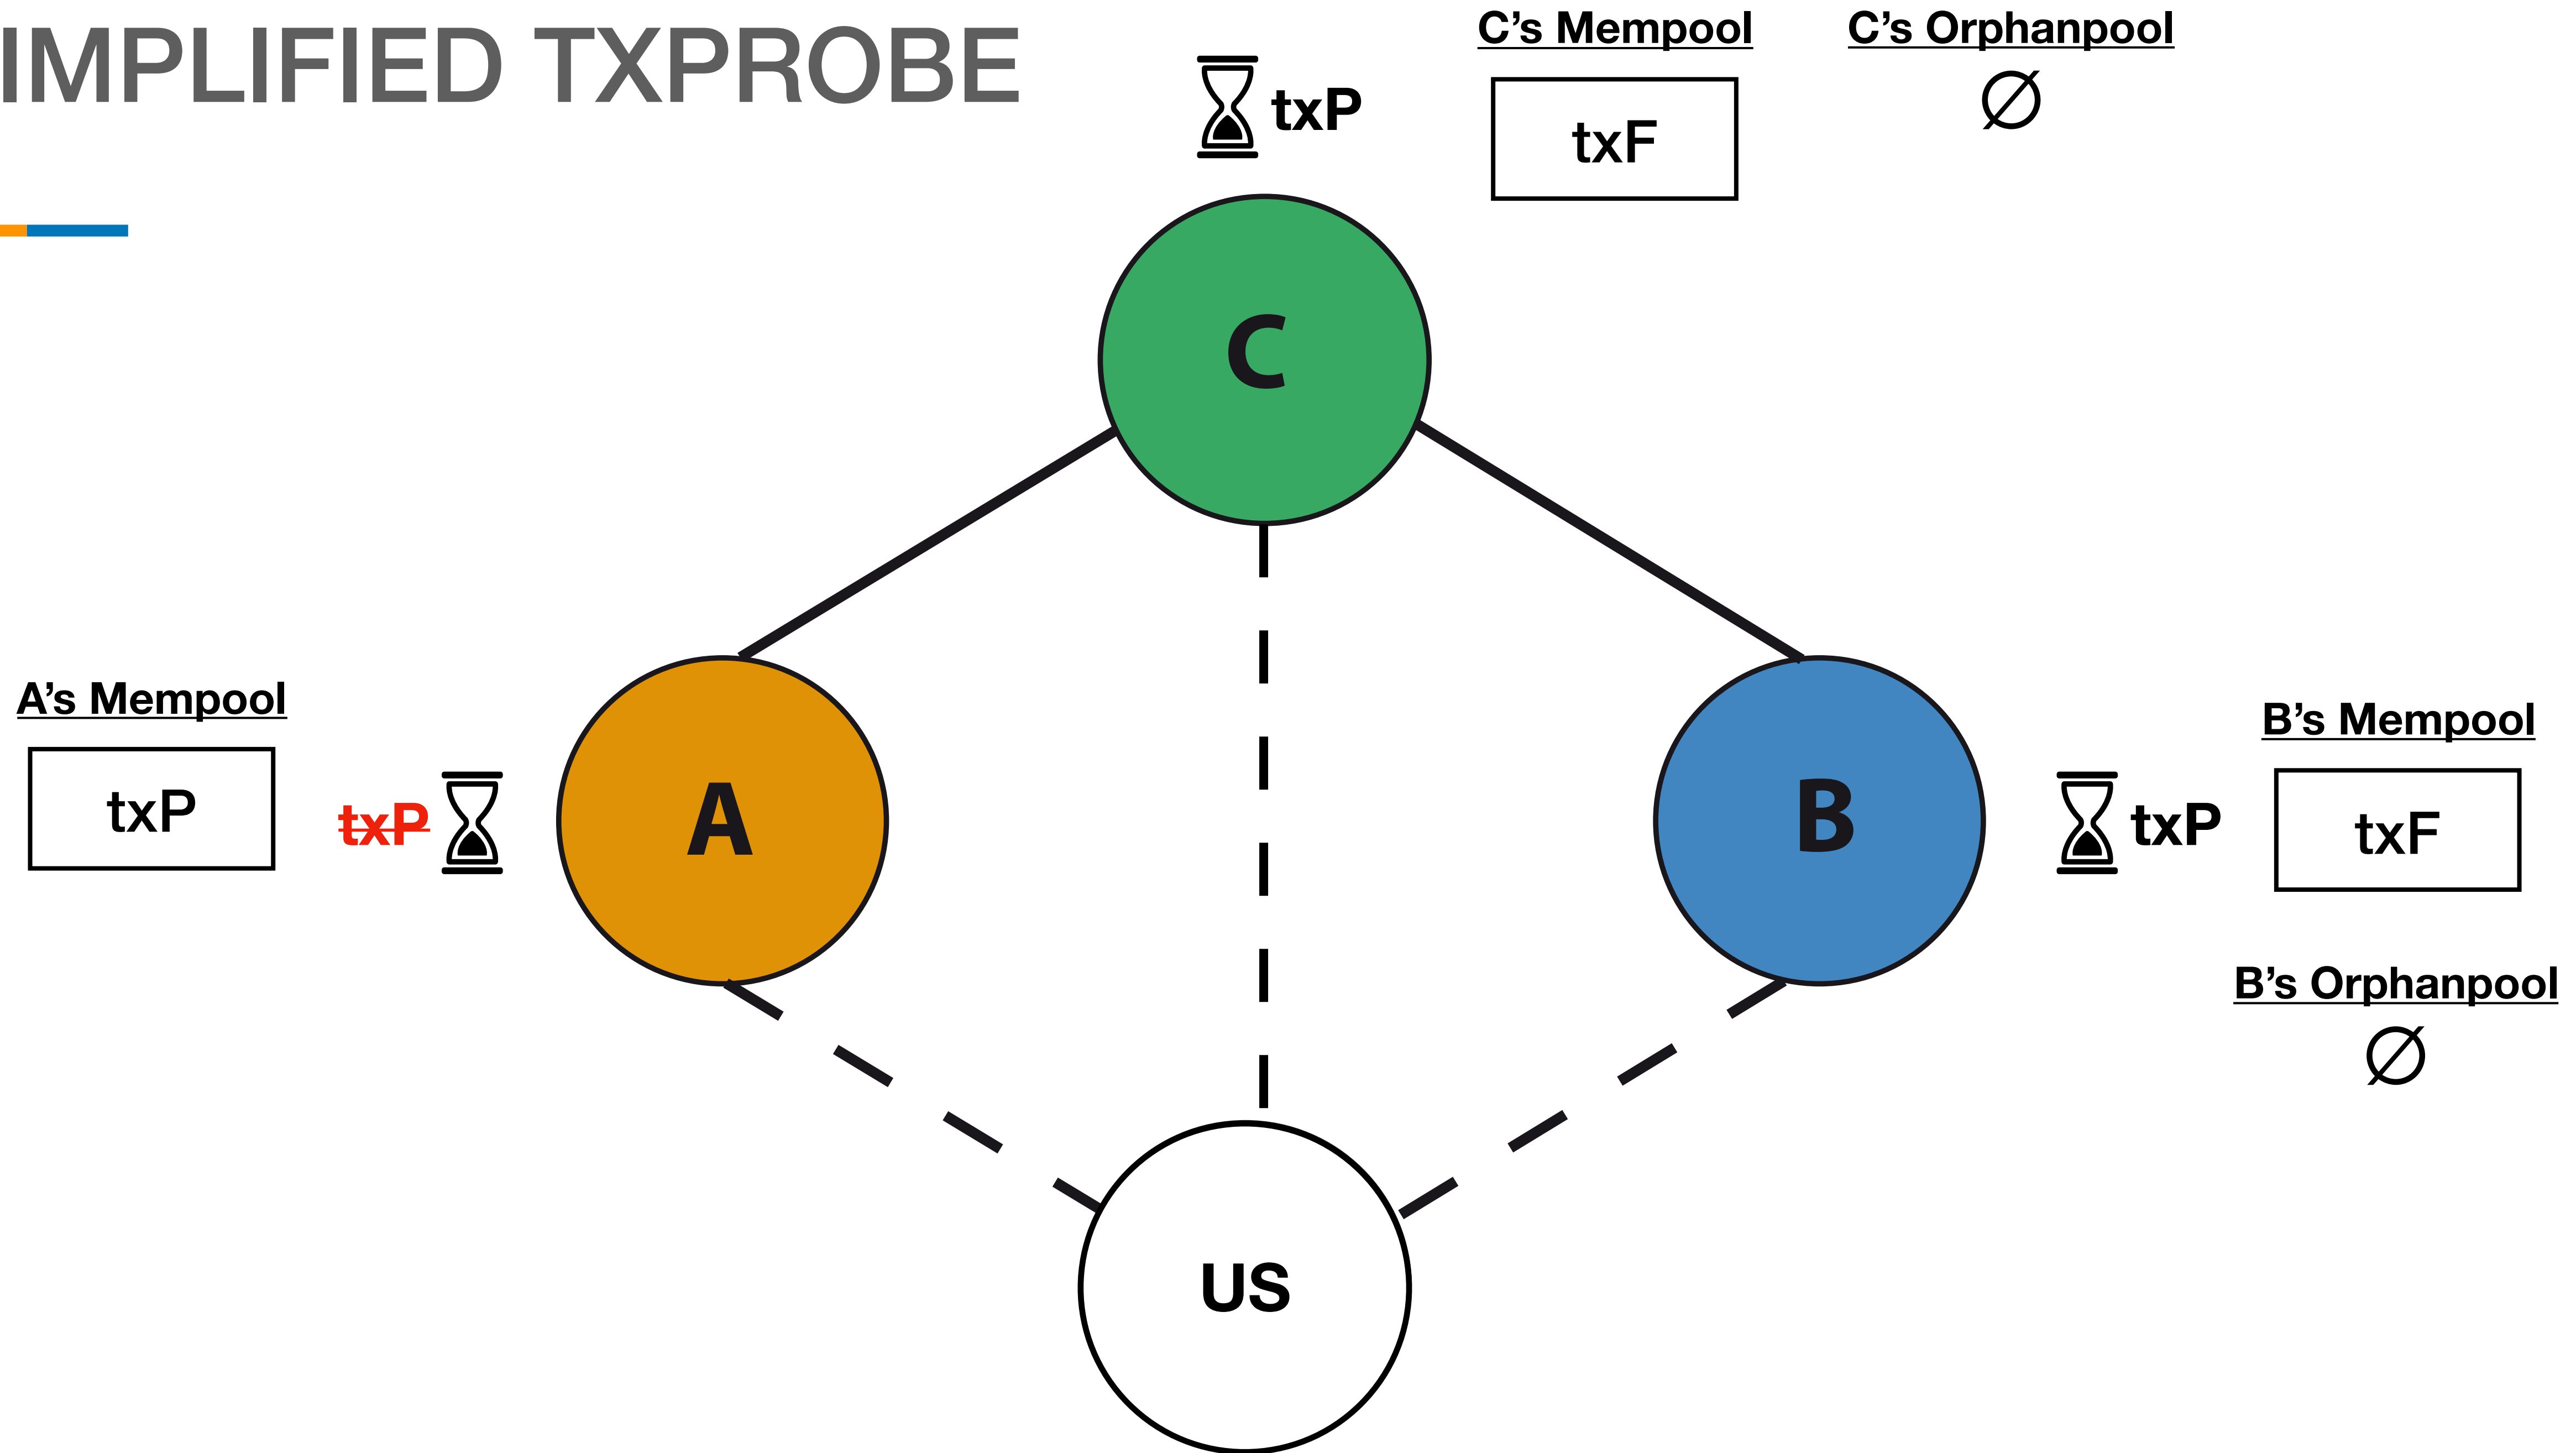 IMPLIFIED TXPROBE
C's Mempool
C's Orphanpool
txP
txF
∅
C
A's Mempool
txP
txP
A
B
txP
B's Mempool
txF
B's Orphanpool
∅
US